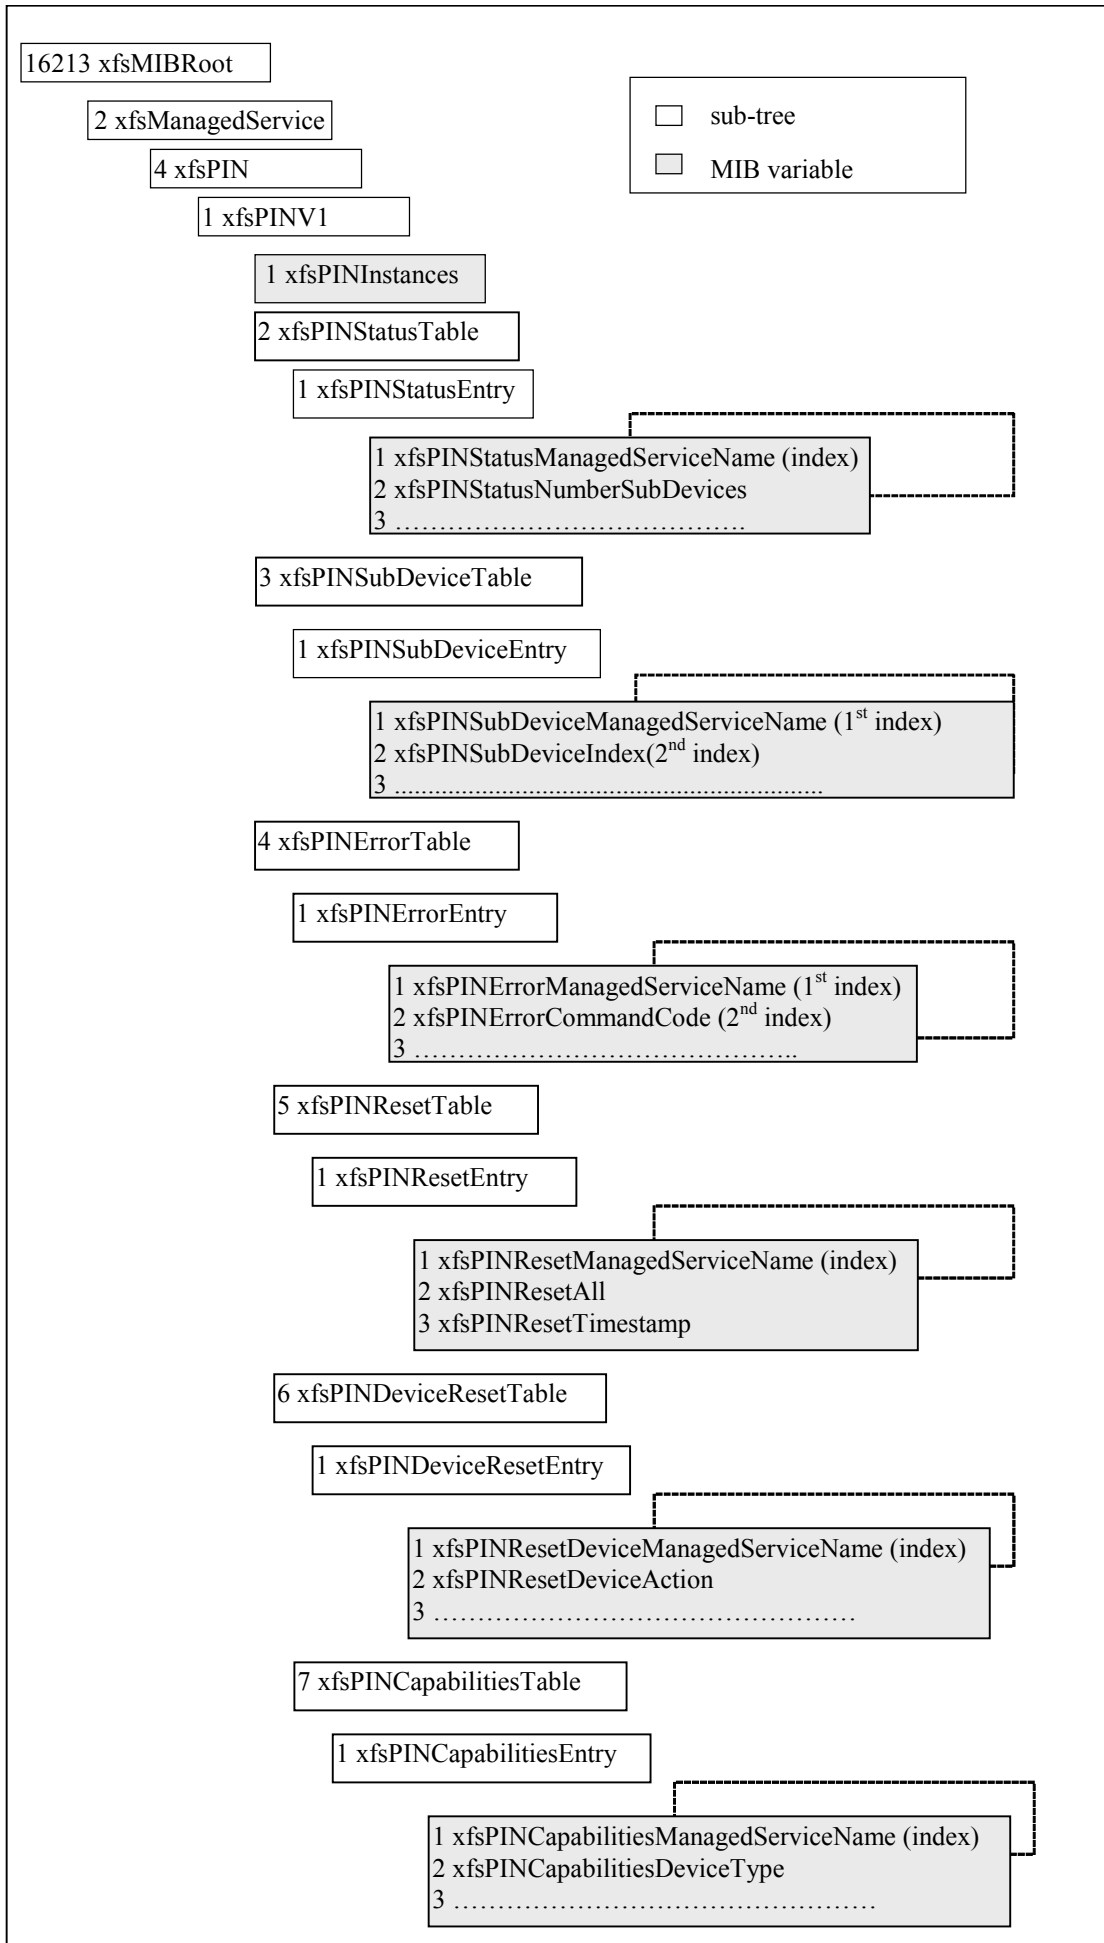 16213 xfsMIBRoot
2 xfsManagedService
sub-tree
MIB variable
4 xfsPIN
1 xfsPINV1
1 xfsPINInstances
2 xfsPINStatusTable
1 xfsPINStatusEntry
1 xfsPINStatusManagedServiceName (index)
2 xfsPINStatusNumberSubDevices
3 ………………………………….
3 xfsPINSubDeviceTable
1 xfsPINSubDeviceEntry
1 xfsPINSubDeviceManagedServiceName (1st index)
2 xfsPINSubDeviceIndex(2nd index)
3 ................................................................
4 xfsPINErrorTable
1 xfsPINErrorEntry
1 xfsPINErrorManagedServiceName (1st index)
2 xfsPINErrorCommandCode (2nd index)
3 ……………………………………..
5 xfsPINResetTable
1 xfsPINResetEntry
1 xfsPINResetManagedServiceName (index)
2 xfsPINResetAll
3 xfsPINResetTimestamp
6 xfsPINDeviceResetTable
1 xfsPINDeviceResetEntry
1 xfsPINResetDeviceManagedServiceName (index)
2 xfsPINResetDeviceAction
3 …………………………………………
7 xfsPINCapabilitiesTable
1 xfsPINCapabilitiesEntry
1 xfsPINCapabilitiesManagedServiceName (index)
2 xfsPINCapabilitiesDeviceType
3 …………………………………………